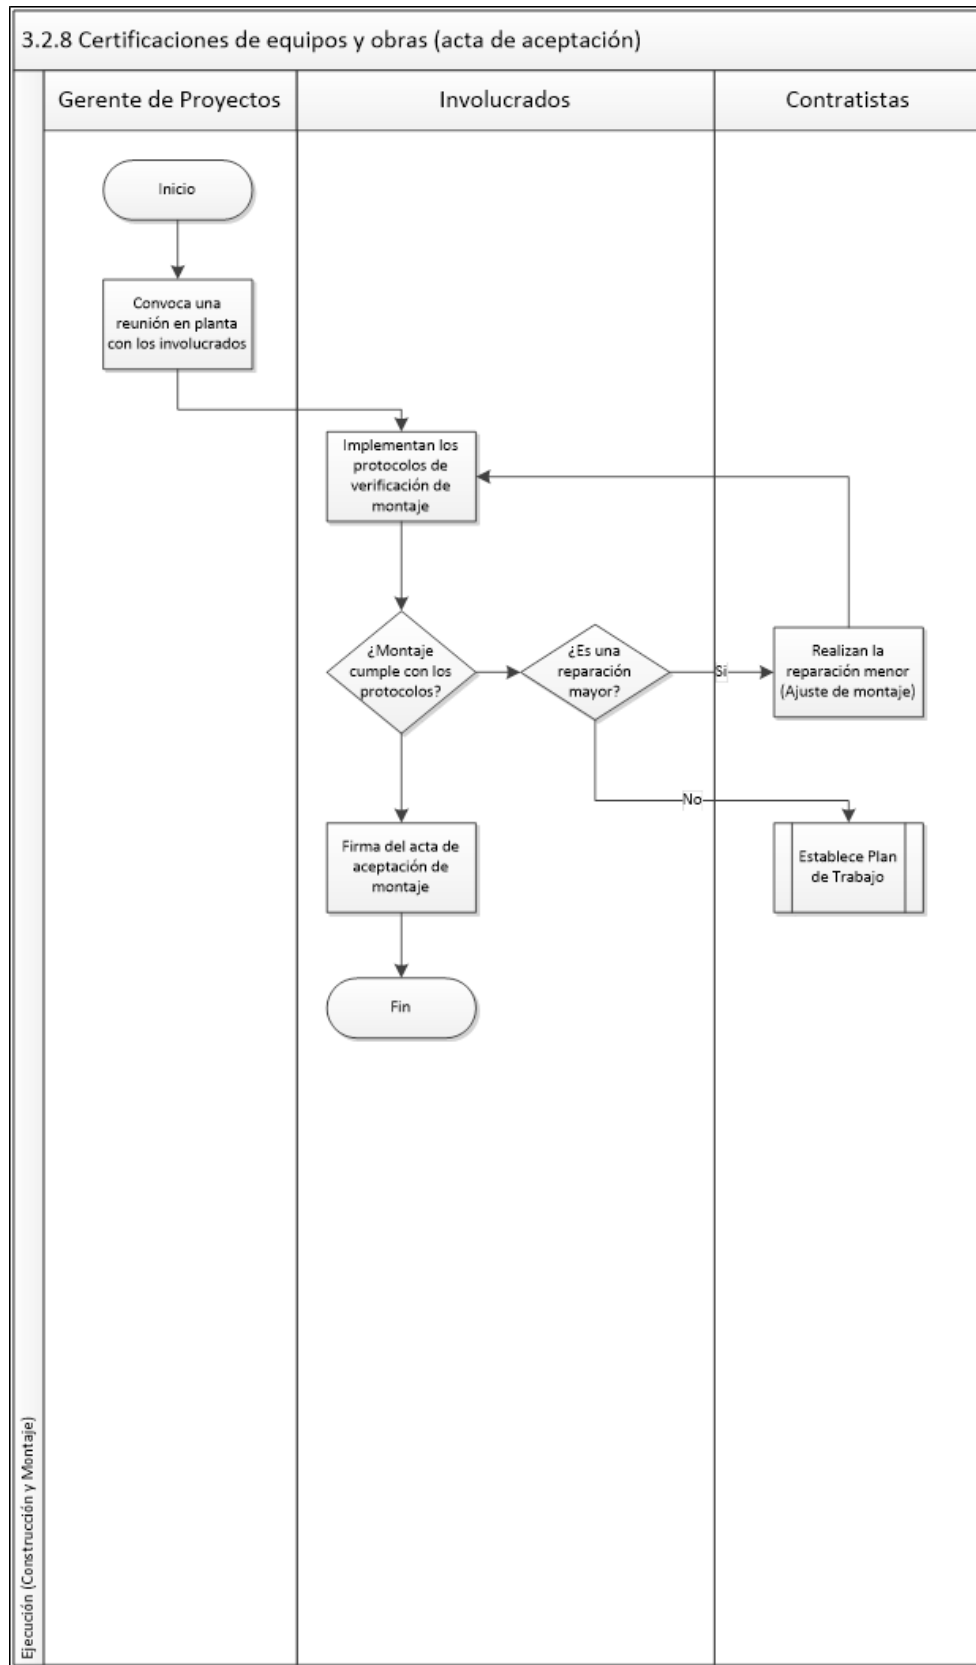 3.2.8 Certificaciones de equipos y obras (acta de aceptación)
Gerente de Proyectos
Involucrados
Contratistas
Inicio
Convoca una
reunión en planta
con los involucrados
Implementan los
protocolos de
verificación de
montaje
¿Montaje
cumple con los
protocolos?
¿Es una
reparación
mayor?
Si
Realizan la
reparación menor
(Ajuste de montaje)
No
Firma del acta de
aceptación de
montaje
Establece Plan
de Trabajo
Fin
Ejecución (Construcción y Montaje)